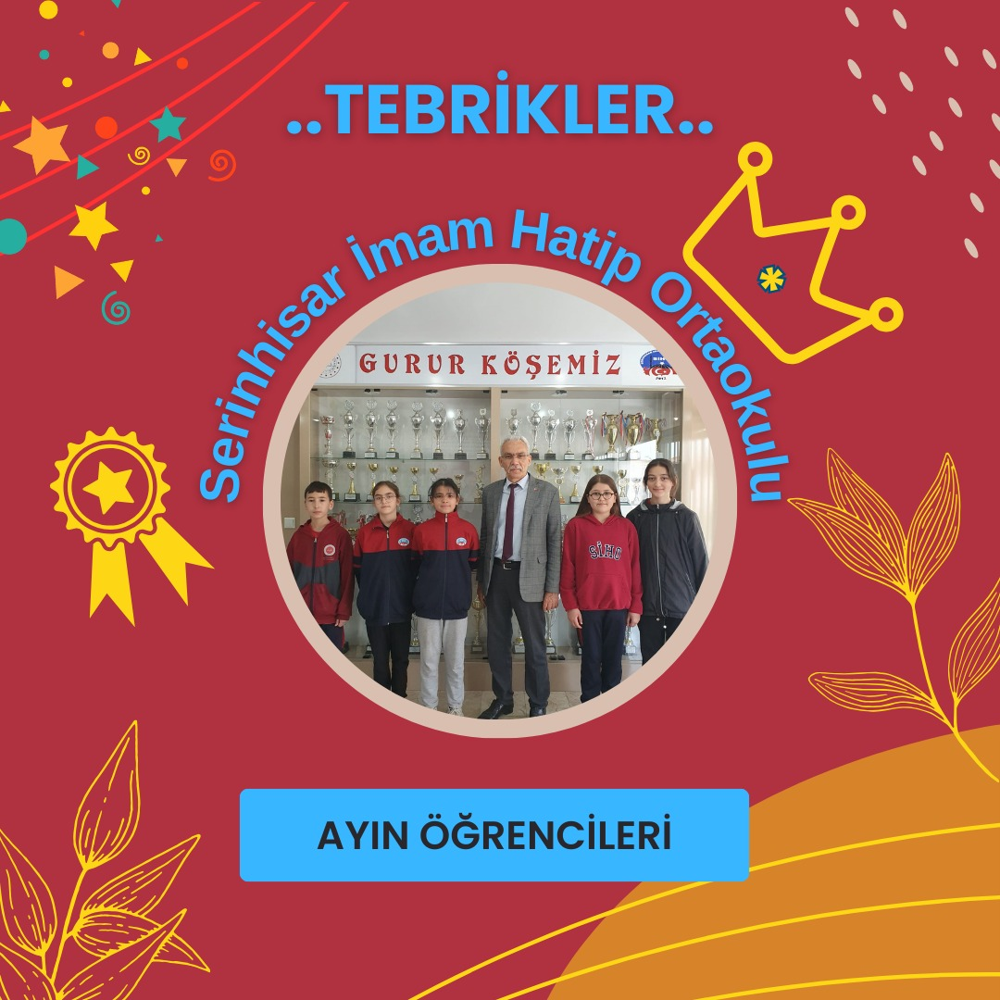 ..TEBRİKLER..
Serinhisar İmam Hatip Ortaokulu
GURUR KÖŞEMİZ
SİHO
AYIN ÖĞRENCİLERİ